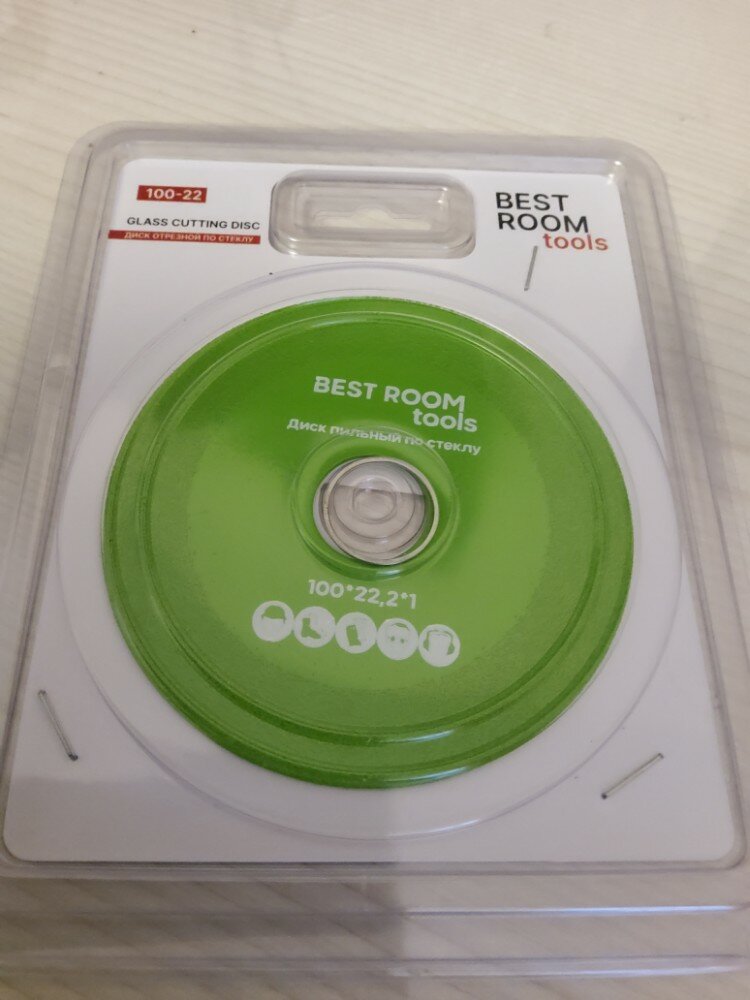 100-22
GLASS CUTTING DISC
ДИСК ОТРЕЗНОЙ ПО СТЕКЛУ
BEST
ROOM
tools
BEST ROOM
tools
Диск пильный по стеклу
100*22,2*1